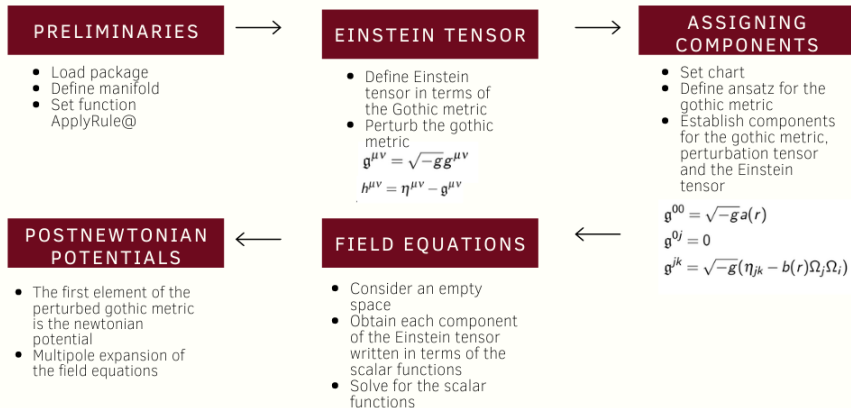 PRELIMINARIES
• Load package
• Define manifold
• Set function
ApplyRule@
EINSTEIN TENSOR
• Define Einstein
tensor in terms of
the Gothic metric
• Perturb the gothic
metric
𝔤^{μν} = √−g g^{μν}
h^{μν} = η^{μν} − 𝔤^{μν}
ASSIGNING
COMPONENTS
• Set chart
• Define ansatz for the
gothic metric
• Establish components
for the gothic metric,
perturbation tensor
and the Einstein
tensor
𝔤^{00} = √−g a(r)
𝔤^{0j} = 0
𝔤^{jk} = √−g(η_{jk} − b(r)Ω_jΩ_i)
FIELD EQUATIONS
• Consider an empty
space
• Obtain each component
of the Einstein tensor
written in terms of the
scalar functions
• Solve for the scalar
functions
POSTNEWTONIAN
POTENTIALS
• The first element of the
perturbed gothic metric
is the newtonian
potential
• Multipole expansion of
the field equations